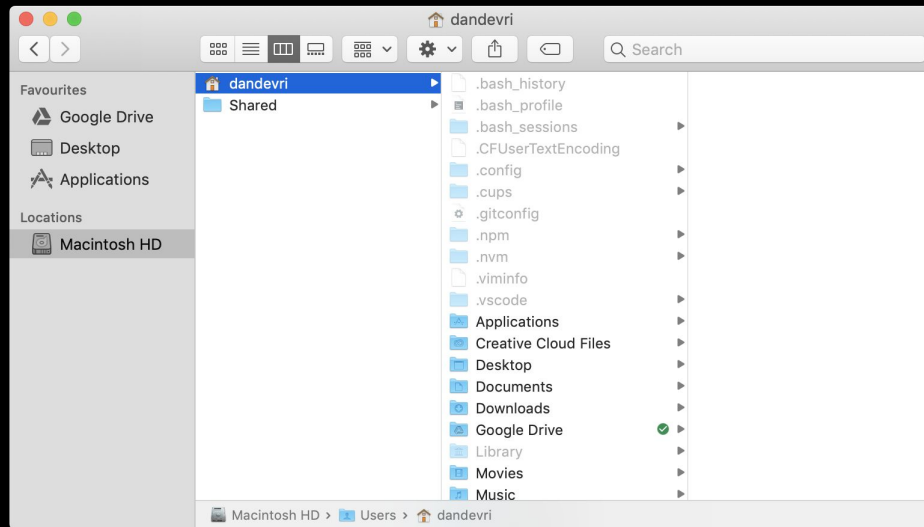 dandevri
Search
Favourites
Google Drive
Desktop
Applications
Locations
Macintosh HD
dandevri
Shared
.bash_history
.bash_profile
.bash_sessions
.CFUserTextEncoding
.config
.cups
.gitconfig
.npm
.nvm
.viminfo
.vscode
Applications
Creative Cloud Files
Desktop
Documents
Downloads
Google Drive
Library
Movies
Music
Macintosh HD › Users › dandevri